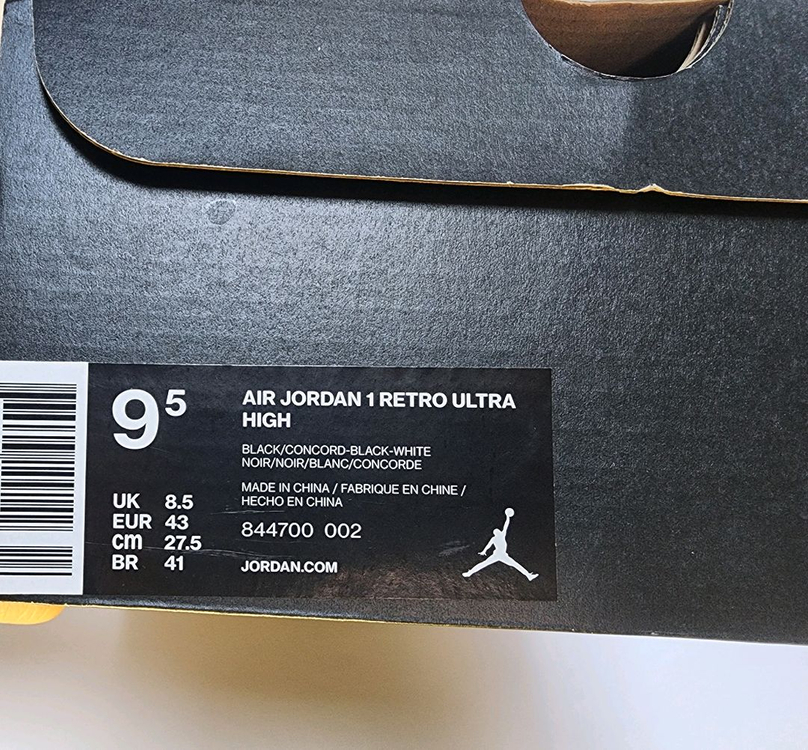 9⁵
AIR JORDAN 1 RETRO ULTRA
HIGH
BLACK/CONCORD-BLACK-WHITE
NOIR/NOIR/BLANC/CONCORDE
MADE IN CHINA / FABRIQUE EN CHINE /
HECHO EN CHINA
844700 002
JORDAN.COM
UK 8.5
EUR 43
cm 27.5
BR 41